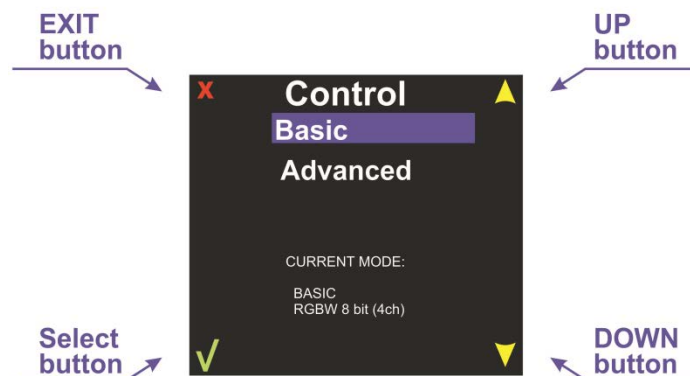 EXIT
button
UP
button
X
Control
Basic
Advanced
CURRENT MODE:
BASIC
RGBW 8 bit (4ch)
Select
button
DOWN
button